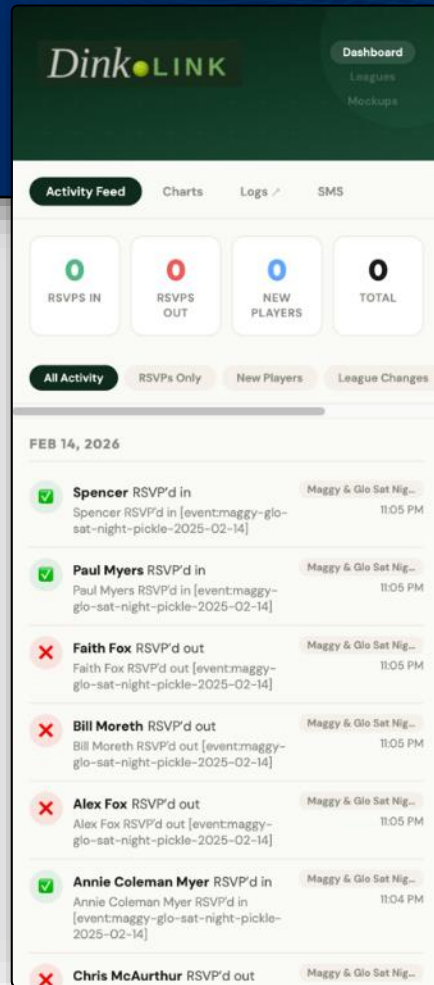 Dink LINK
Dashboard
Leagues
Mockups
Activity Feed
Charts
Logs ↗
SMS
0
RSVPS IN
0
RSVPS
OUT
0
NEW
PLAYERS
0
TOTAL
All Activity
RSVPs Only
New Players
League Changes
FEB 14, 2026
Spencer RSVP'd in
Maggy & Glo Sat Nig...
Spencer RSVP'd in [event:maggy-glo-
sat-night-pickle-2025-02-14]
11:05 PM
Paul Myers RSVP'd in
Maggy & Glo Sat Nig...
Paul Myers RSVP'd in [event:maggy-
glo-sat-night-pickle-2025-02-14]
11:05 PM
Faith Fox RSVP'd out
Maggy & Glo Sat Nig...
Faith Fox RSVP'd out [event:maggy-
glo-sat-night-pickle-2025-02-14]
11:05 PM
Bill Moreth RSVP'd out
Maggy & Glo Sat Nig...
Bill Moreth RSVP'd out [event:maggy-
glo-sat-night-pickle-2025-02-14]
11:05 PM
Alex Fox RSVP'd out
Maggy & Glo Sat Nig...
Alex Fox RSVP'd out [event:maggy-
glo-sat-night-pickle-2025-02-14]
11:05 PM
Annie Coleman Myer RSVP'd in
Maggy & Glo Sat Nig...
Annie Coleman Myer RSVP'd in
[event:maggy-glo-sat-night-pickle-
2025-02-14]
11:04 PM
Chris McAurthur RSVP'd out
Maggy & Glo Sat Nig...